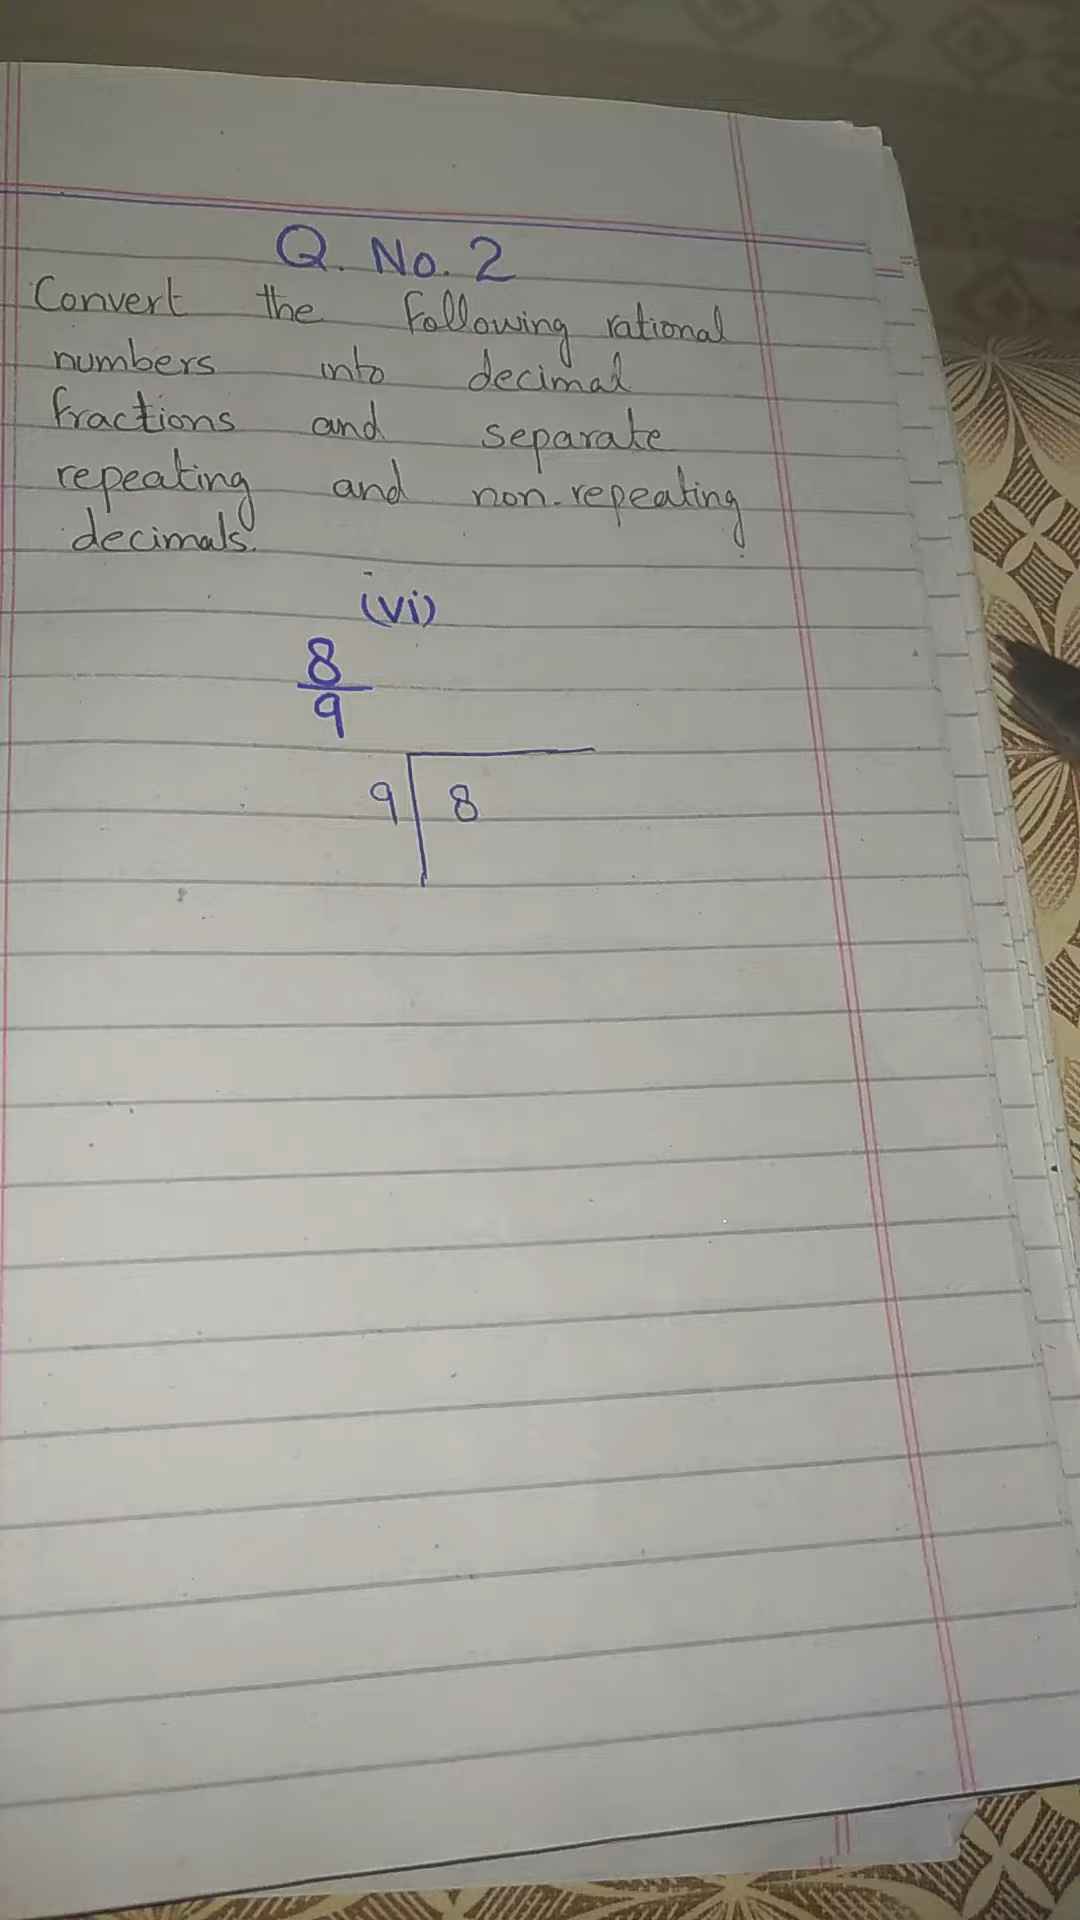 Q. No. 2
Convert the following rational
numbers into decimal
fractions and separate
repeating and non-repeating
decimals.
(vi)
8
9
9 8